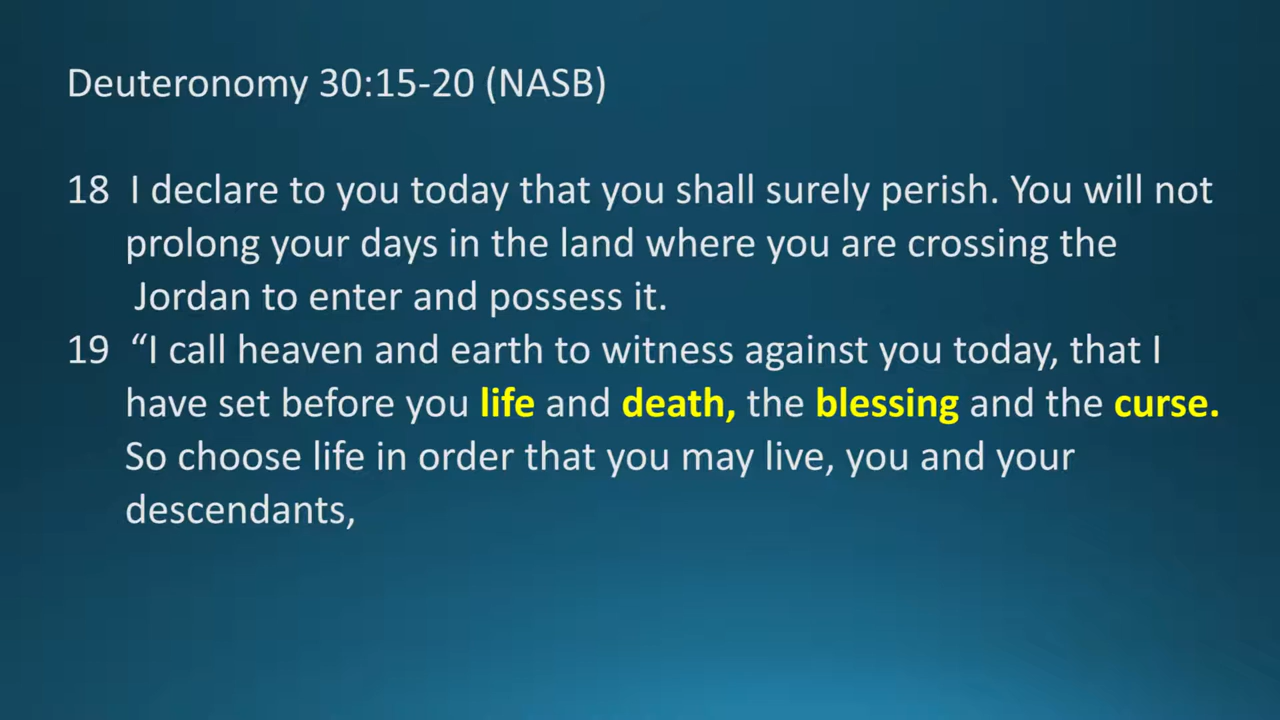 Deuteronomy 30:15-20 (NASB)
18 I declare to you today that you shall surely perish. You will not
prolong your days in the land where you are crossing the
Jordan to enter and possess it.
19 “I call heaven and earth to witness against you today, that I
have set before you life and death, the blessing and the curse.
So choose life in order that you may live, you and your
descendants,